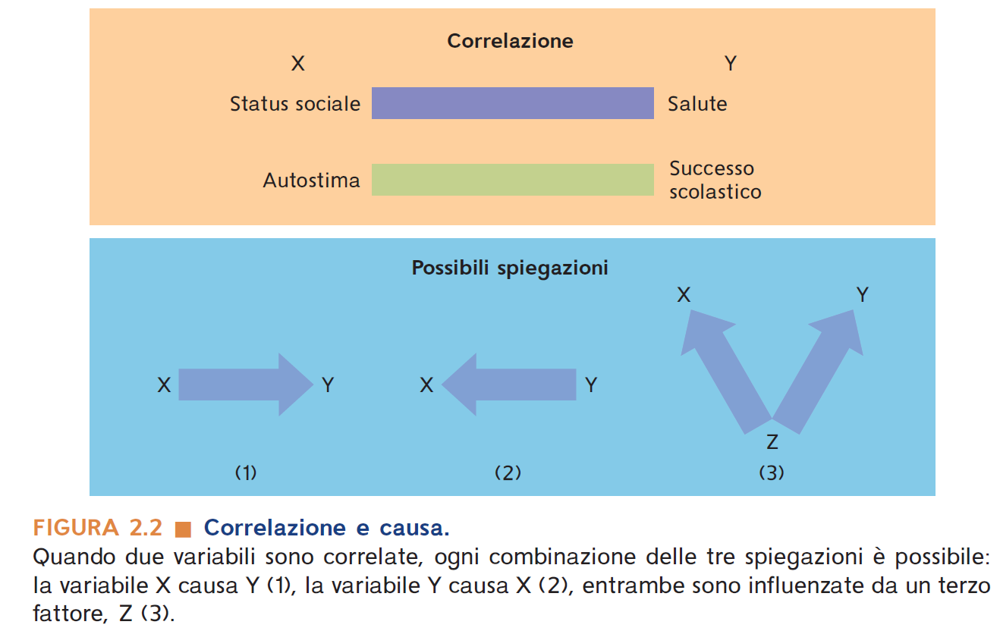 Correlazione
X Y
Status sociale Salute
Autostima Successo
scolastico
Possibili spiegazioni
X Y
X Y X Y
Z
(1) (2) (3)
FIGURA 2.2 ■ Correlazione e causa.
Quando due variabili sono correlate, ogni combinazione delle tre spiegazioni è possibile:
la variabile X causa Y (1), la variabile Y causa X (2), entrambe sono influenzate da un terzo
fattore, Z (3).